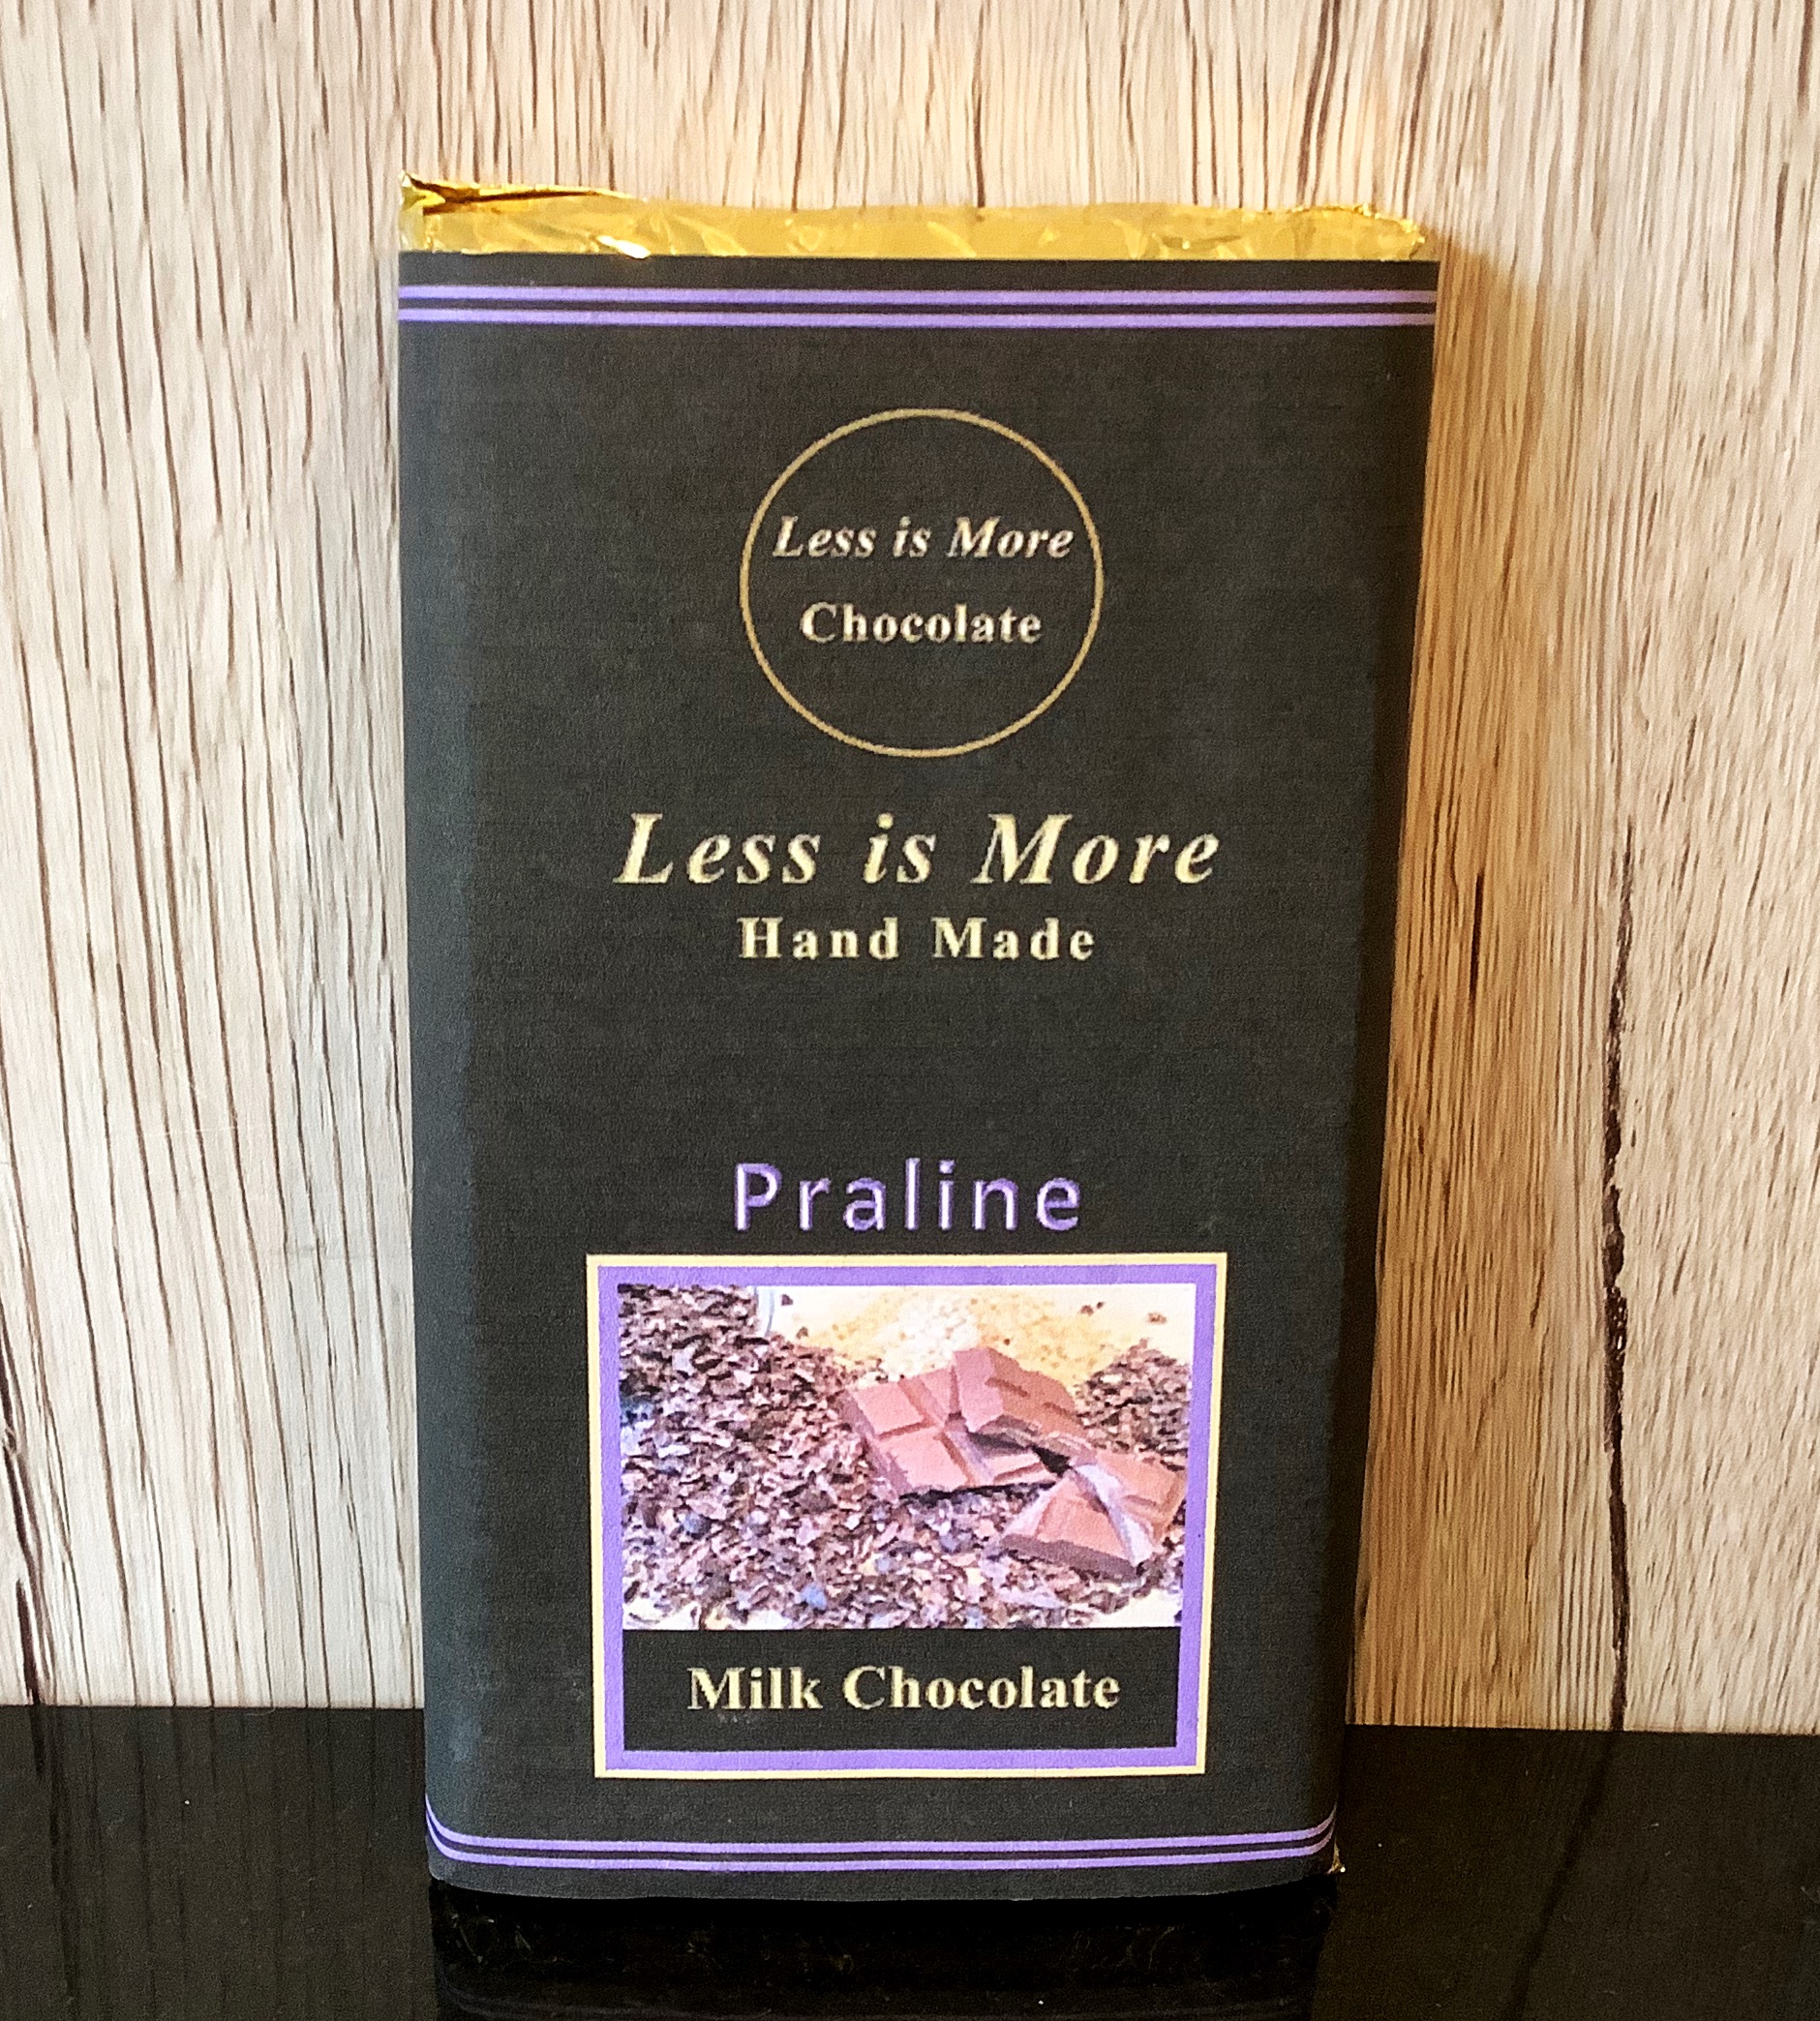 Less is More
Chocolate
Less is More
Hand Made
Praline
Milk Chocolate